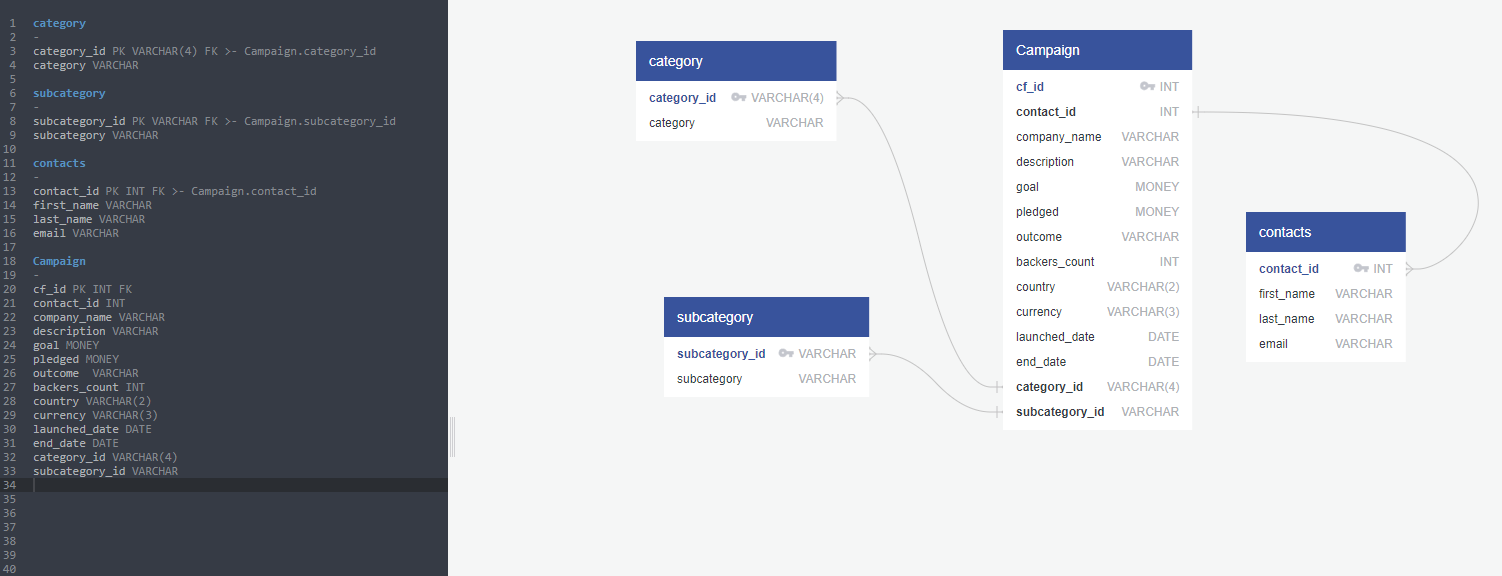 1 category
2 -
3 category_id PK VARCHAR(4) FK >- Campaign.category_id
4 category VARCHAR
5
6 subcategory
7 -
8 subcategory_id PK VARCHAR FK >- Campaign.subcategory_id
9 subcategory VARCHAR
10
11 contacts
12 -
13 contact_id PK INT FK >- Campaign.contact_id
14 first_name VARCHAR
15 last_name VARCHAR
16 email VARCHAR
17
18 Campaign
19 -
20 cf_id PK INT FK
21 contact_id INT
22 company_name VARCHAR
23 description VARCHAR
24 goal MONEY
25 pledged MONEY
26 outcome  VARCHAR
27 backers_count INT
28 country VARCHAR(2)
29 currency VARCHAR(3)
30 launched_date DATE
31 end_date DATE
32 category_id VARCHAR(4)
33 subcategory_id VARCHAR
34
35
36
37
38
39
40
category
category_id VARCHAR(4)
category VARCHAR
subcategory
subcategory_id VARCHAR
subcategory VARCHAR
Campaign
cf_id INT
contact_id INT
company_name VARCHAR
description VARCHAR
goal MONEY
pledged MONEY
outcome VARCHAR
backers_count INT
country VARCHAR(2)
currency VARCHAR(3)
launched_date DATE
end_date DATE
category_id VARCHAR(4)
subcategory_id VARCHAR
contacts
contact_id INT
first_name VARCHAR
last_name VARCHAR
email VARCHAR